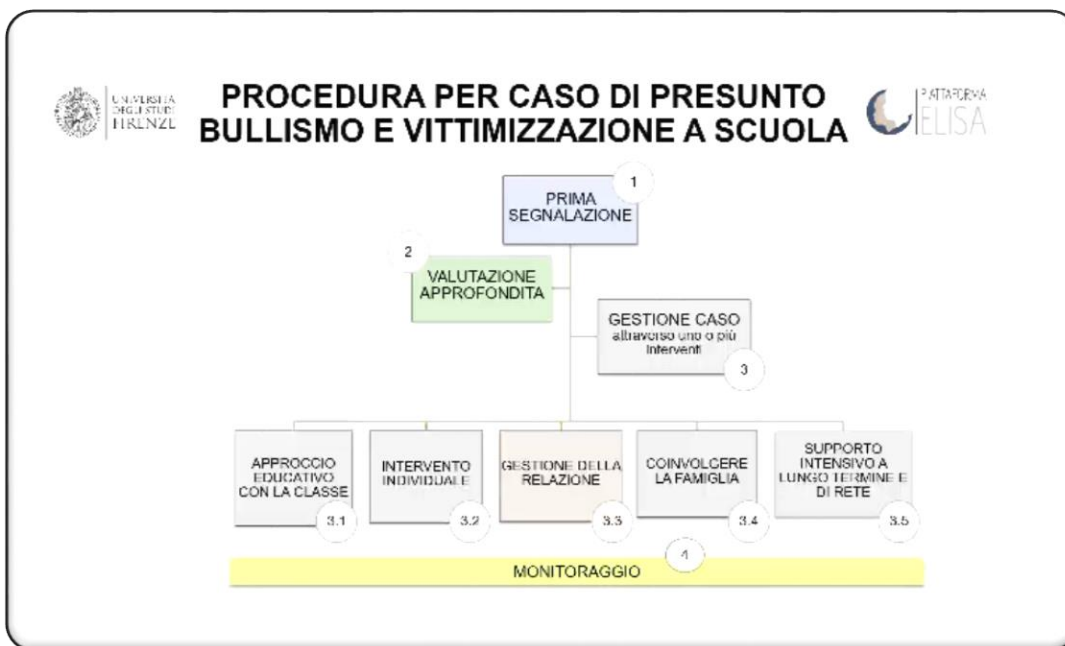 UNIVERSITÀ
DEGLI STUDI
FIRENZE
PROCEDURA PER CASO DI PRESUNTO
BULLISMO E VITTIMIZZAZIONE A SCUOLA
PIATTAFORMA
ELISA
1
PRIMA
SEGNALAZIONE
2
VALUTAZIONE
APPROFONDITA
GESTIONE CASO
attraverso uno o più
interventi
3
APPROCCIO
EDUCATIVO
CON LA CLASSE
3.1
INTERVENTO
INDIVIDUALE
3.2
GESTIONE DELLA
RELAZIONE
3.3
COINVOLGERE
LA FAMIGLIA
3.4
SUPPORTO
INTENSIVO A
LUNGO TERMINE E
DI RETE
3.5
4
MONITORAGGIO